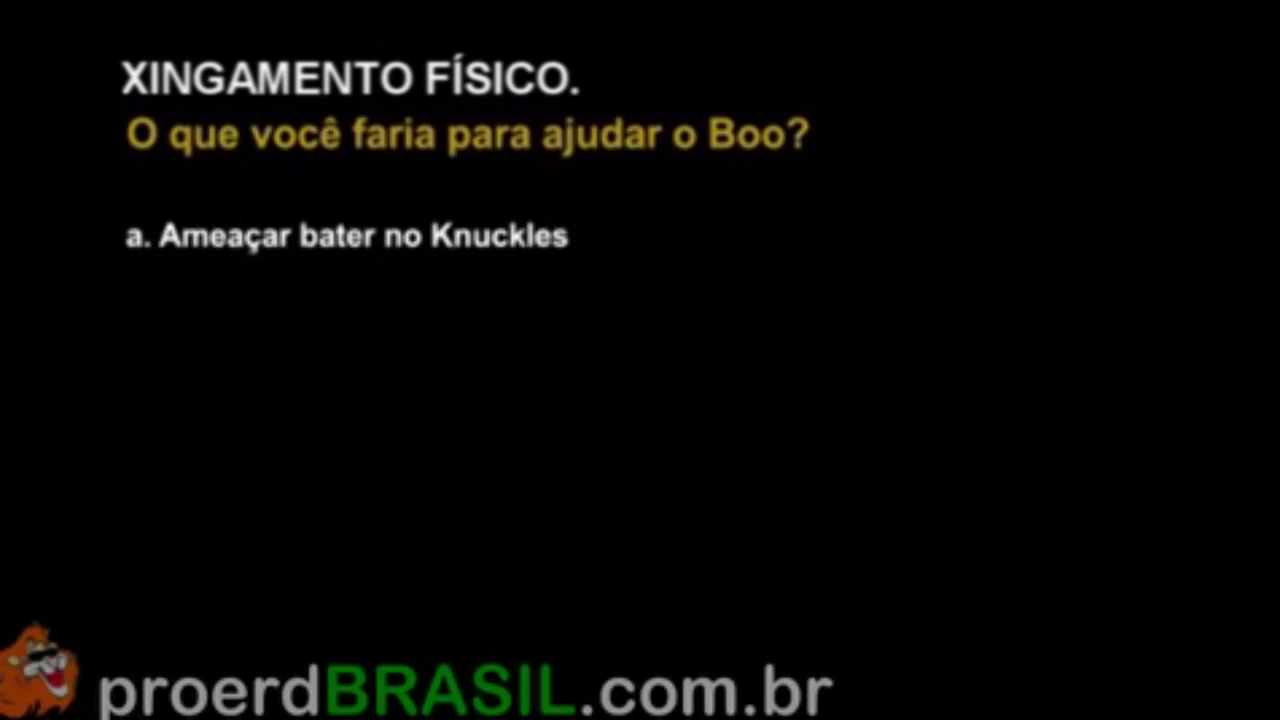 XINGAMENTO FÍSICO.
O que você faria para ajudar o Boo?
a. Ameaçar bater no Knuckles
proerdBRASIL.com.br